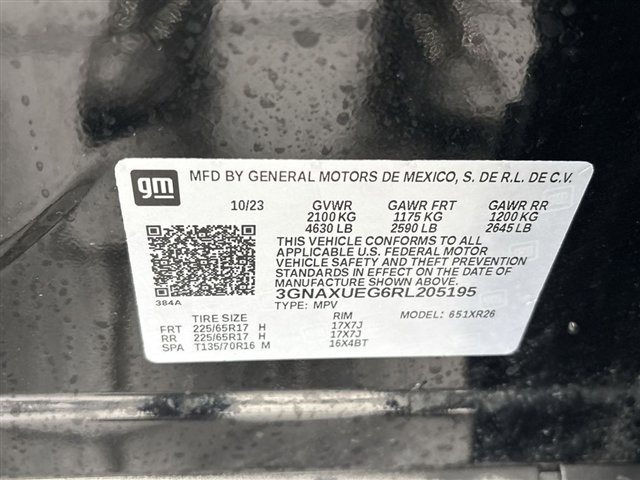 gm MFD BY GENERAL MOTORS DE MEXICO, S. DE R.L. DE C.V.
10/23 GVWR GAWR FRT GAWR RR
2100 KG 1175 KG 1200 KG
4630 LB 2590 LB 2645 LB
THIS VEHICLE CONFORMS TO ALL
APPLICABLE U.S. FEDERAL MOTOR
VEHICLE SAFETY AND THEFT PREVENTION
STANDARDS IN EFFECT ON THE DATE OF
MANUFACTURE SHOWN ABOVE.
384A 3GNAXUEG6RL205195
TYPE: MPV MODEL: 651XR26
TIRE SIZE RIM
FRT 225/65R17 H 17X7J
RR 225/65R17 H 17X7J
SPA T135/70R16 M 16X4BT